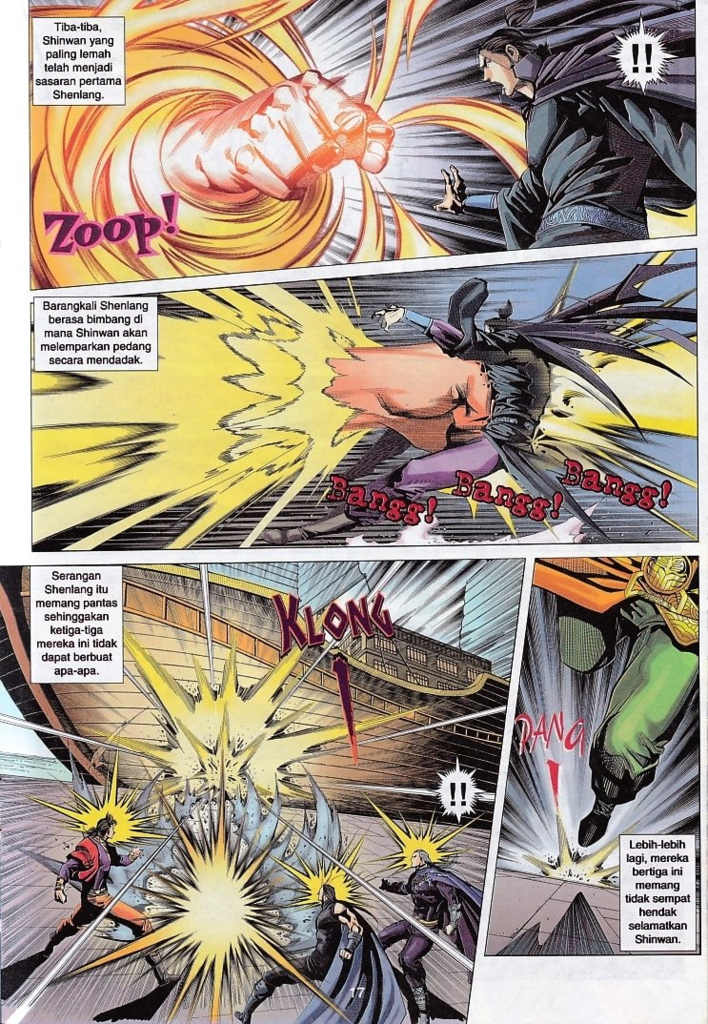 Tiba-tiba,
Shinwan yang
paling lemah
telah menjadi
sasaran pertama
Shenlang.
!!
Zoop!
Barangkali Shenlang
berasa bimbang di
mana Shinwan akan
melemparkan pedang
secara mendadak.
Bangg! Bangg! Bangg!
Serangan
Shenlang itu
memang pantas
sehinggakan
ketiga-tiga
mereka ini tidak
dapat berbuat
apa-apa.
KLONG!
!!
PANG!
Lebih-lebih
lagi, mereka
bertiga ini
memang
tidak sempat
hendak
selamatkan
Shinwan.
17